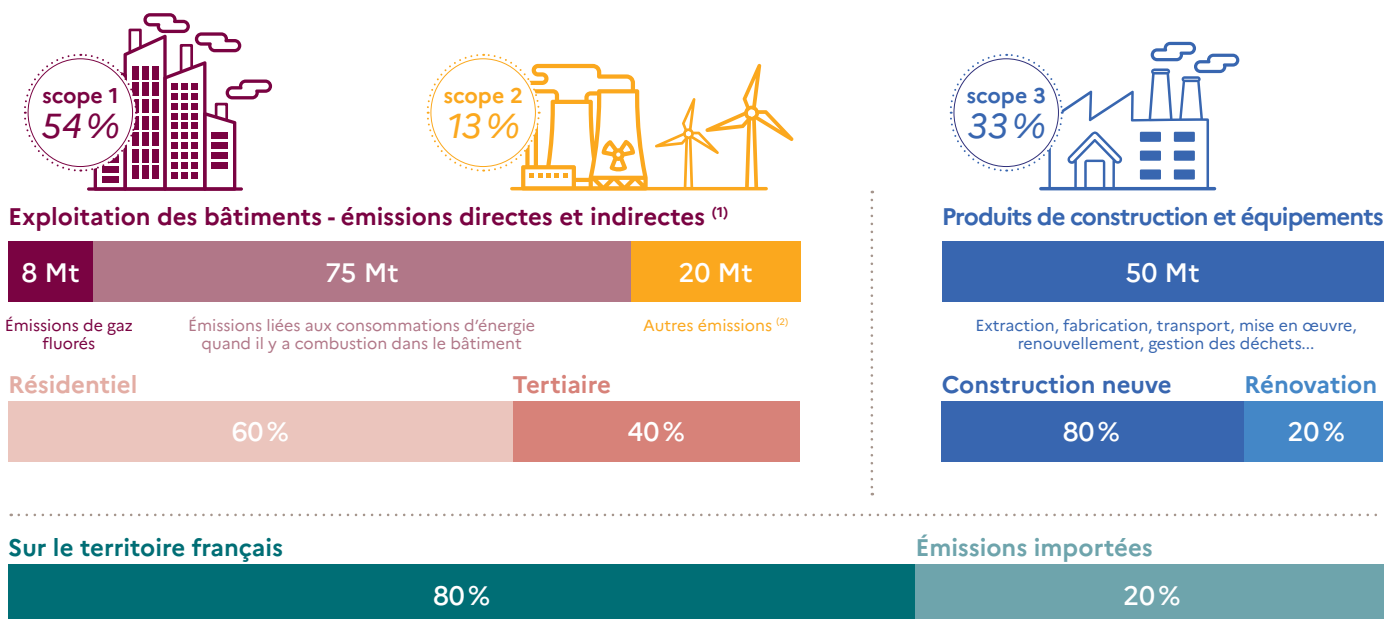 scope 1
54 %
scope 2
13 %
scope 3
33 %
Exploitation des bâtiments - émissions directes et indirectes (1)
8 Mt
75 Mt
20 Mt
Émissions de gaz
fluorés
Émissions liées aux consommations d’énergie
quand il y a combustion dans le bâtiment
Autres émissions (2)
Résidentiel
Tertiaire
60 %
40 %
Produits de construction et équipements
50 Mt
Extraction, fabrication, transport, mise en œuvre,
renouvellement, gestion des déchets...
Construction neuve
Rénovation
80 %
20 %
Sur le territoire français
Émissions importées
80 %
20 %